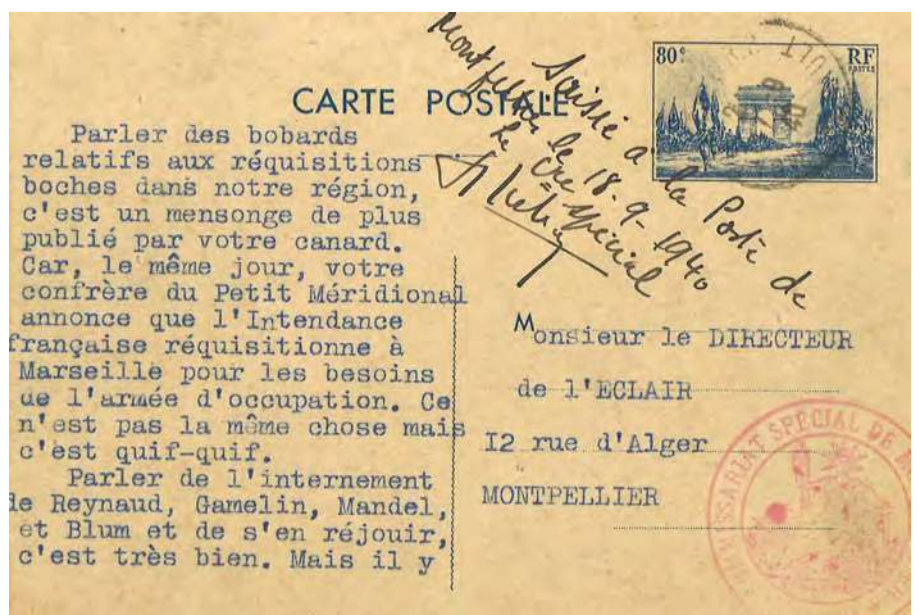 80c
RF
POSTES
CARTE POSTALE
Saisie à la Poste de
Montpellier le 18-9-1940
Le Cre Spécial
Parler des bobards
relatifs aux réquisitions
boches dans notre région,
c'est un mensonge de plus
publié par votre canard.
Car, le même jour, votre
confrère du Petit Méridional
annonce que l'Intendance
française réquisitionne à
Marseille pour les besoins
de l'armée d'occupation. Ce
n'est pas la même chose mais
c'est quif-quif.
Parler de l'internement
de Reynaud, Gamelin, Mandel,
et Blum et de s'en réjouir,
c'est très bien. Mais il y
Monsieur le DIRECTEUR
de l'ECLAIR
I2 rue d'Alger
MONTPELLIER
SPECIAL DE